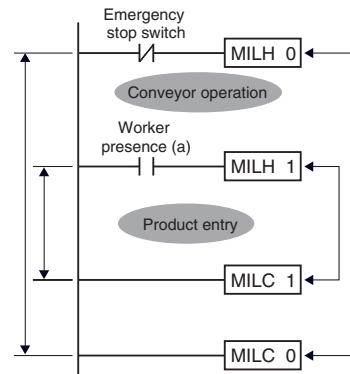 Emergency
stop switch
MILH 0
Conveyor operation
Worker
presence (a)
MILH 1
Product entry
MILC 1
MILC 0